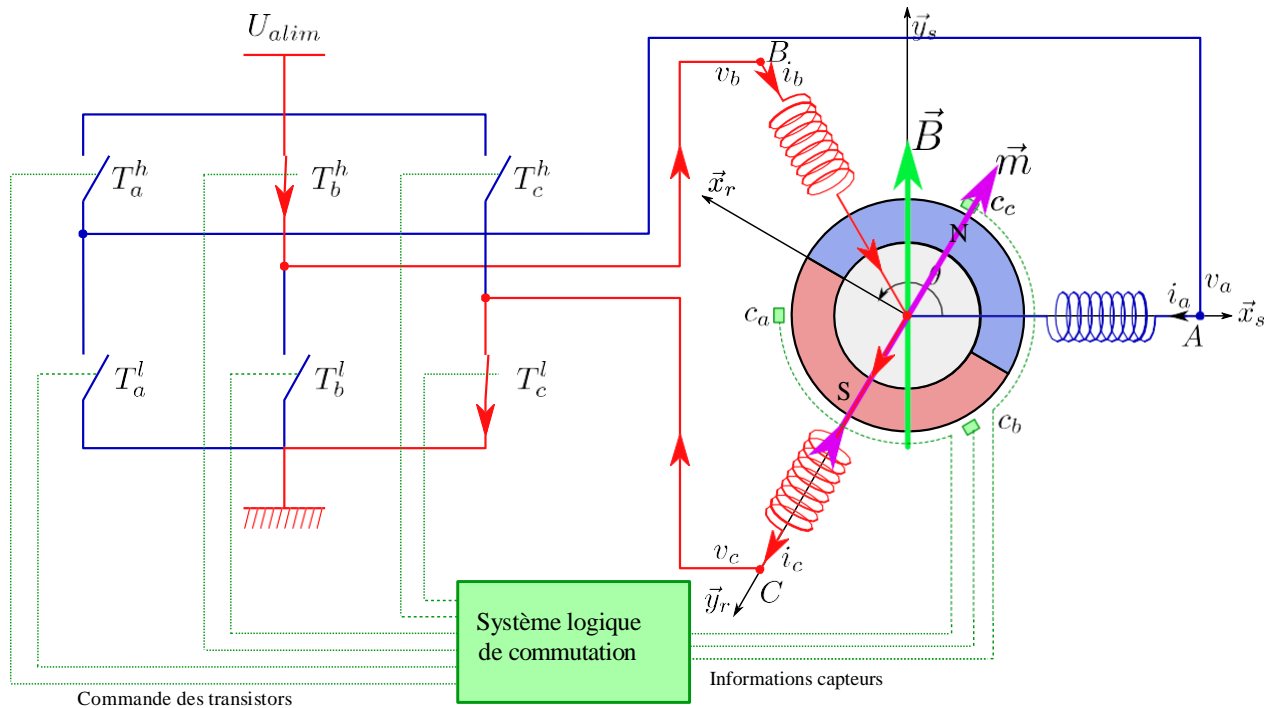 U_alim
T_a^h
T_b^h
T_c^h
T_a^l
T_b^l
T_c^l
v_b
B
i_b
y⃗_s
B⃗
m⃗
x⃗_r
c_c
N
c_a
S
i_a
v_a
A
x⃗_s
c_b
v_c
i_c
C
y⃗_r
Système logique
de commutation
Commande des transistors
Informations capteurs